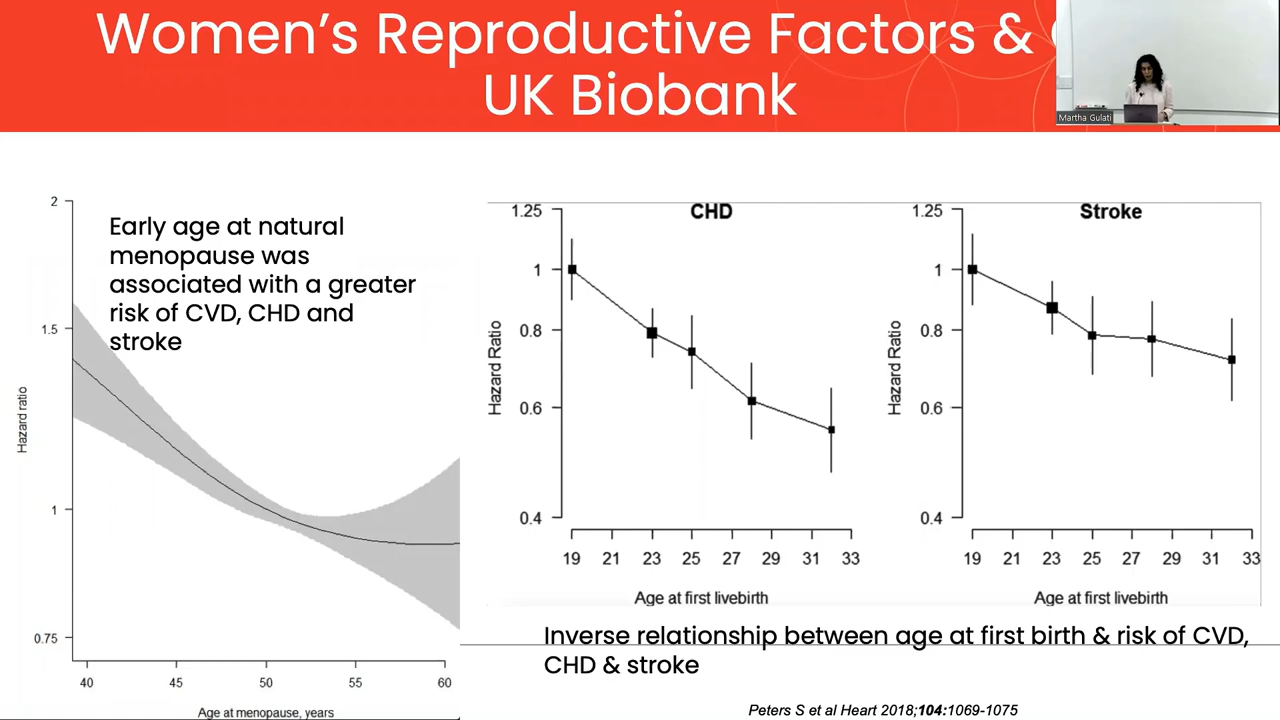 Women's Reproductive Factors &
UK Biobank
Martha Gulati
Early age at natural
menopause was
associated with a greater
risk of CVD, CHD and
stroke
2
1.5
1
0.75
Hazard ratio
40 45 50 55 60
Age at menopause, years
CHD
1.25
1
0.8
0.6
0.4
Hazard Ratio
19 21 23 25 27 29 31 33
Age at first livebirth
Stroke
1.25
1
0.8
0.6
0.4
Hazard Ratio
19 21 23 25 27 29 31 33
Age at first livebirth
Inverse relationship between age at first birth & risk of CVD,
CHD & stroke
Peters S et al Heart 2018;104:1069-1075